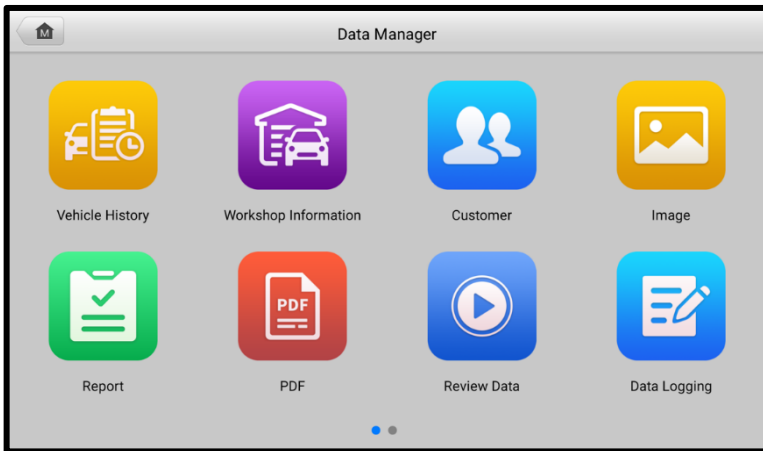 M
Data Manager
Vehicle History
Workshop Information
Customer
Image
PDF
Report
PDF
Review Data
Data Logging